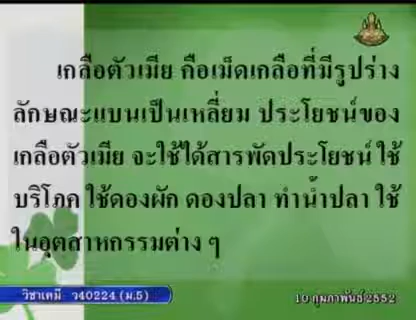 เกลือตัวเมีย คือเม็ดเกลือที่มีรูปร่าง
ลักษณะแบนเป็นเหลี่ยม ประโยชน์ของ
เกลือตัวเมีย จะใช้ได้สารพัดประโยชน์ ใช้
บริโภค ใช้ดองผัก ดองปลา ทำน้ำปลา ใช้
ในอุตสาหกรรมต่าง ๆ
วิชาเคมี ว40224 (ม.5)
10 กุมภาพันธ์ 2552